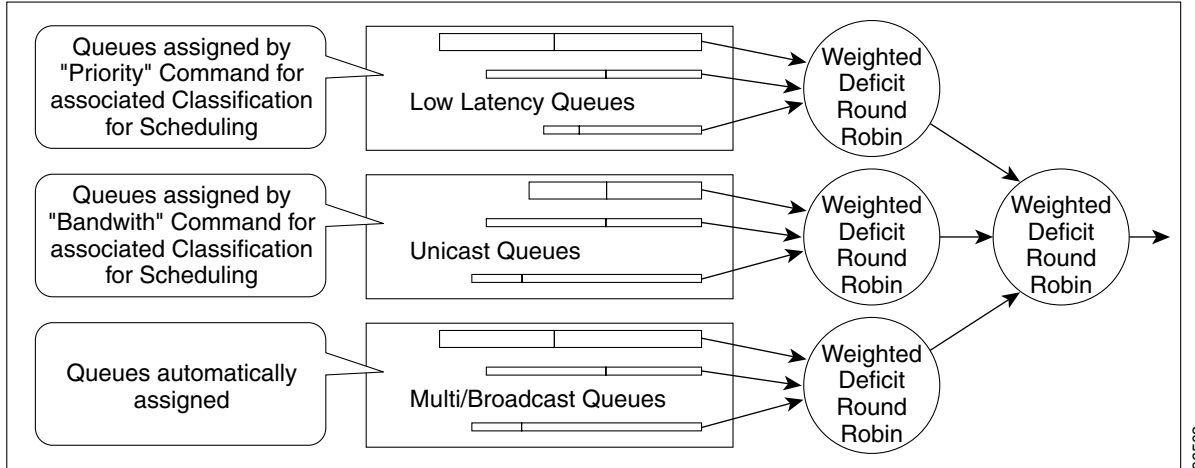 Queues assigned by
"Priority" Command for
associated Classification
for Scheduling
Low Latency Queues
Weighted
Deficit
Round
Robin
Queues assigned by
"Bandwith" Command for
associated Classification
for Scheduling
Unicast Queues
Weighted
Deficit
Round
Robin
Weighted
Deficit
Round
Robin
Queues automatically
assigned
Multi/Broadcast Queues
Weighted
Deficit
Round
Robin